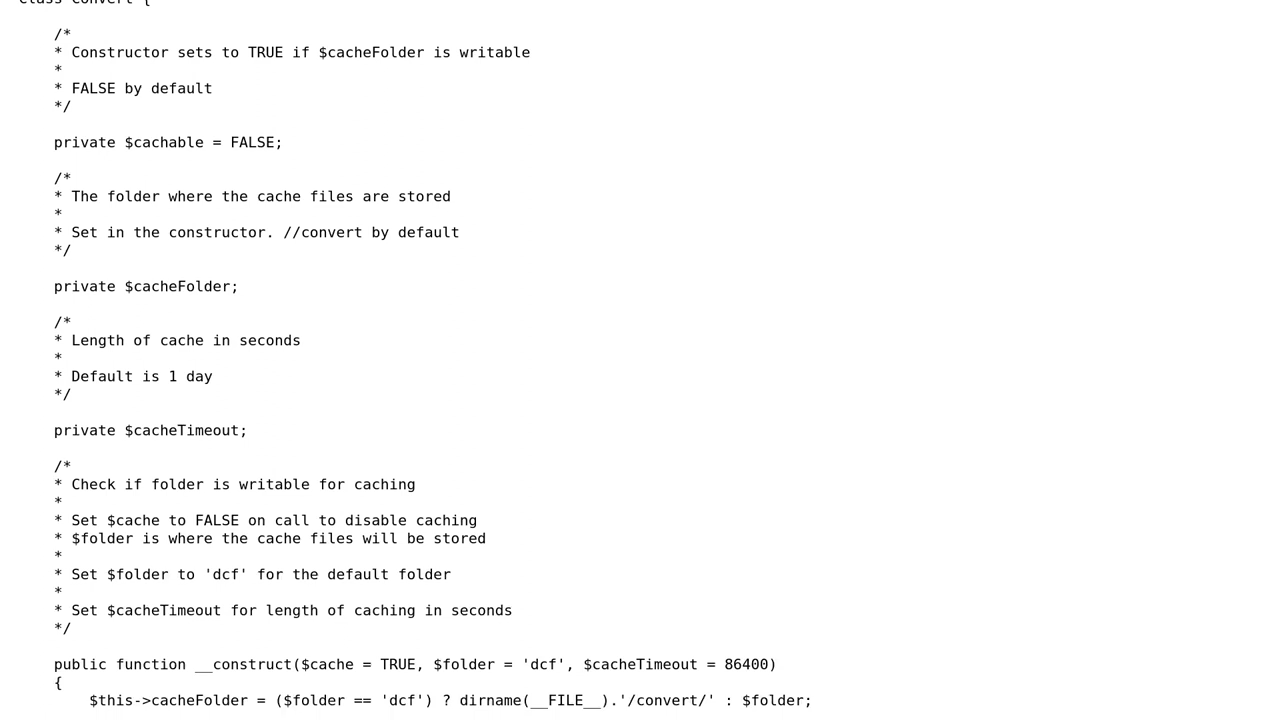 class Convert {
/*
* Constructor sets to TRUE if $cacheFolder is writable
*
* FALSE by default
*/
private $cachable = FALSE;
/*
* The folder where the cache files are stored
*
* Set in the constructor. //convert by default
*/
private $cacheFolder;
/*
* Length of cache in seconds
*
* Default is 1 day
*/
private $cacheTimeout;
/*
* Check if folder is writable for caching
*
* Set $cache to FALSE on call to disable caching
* $folder is where the cache files will be stored
*
* Set $folder to 'dcf' for the default folder
*
* Set $cacheTimeout for length of caching in seconds
*/
public function __construct($cache = TRUE, $folder = 'dcf', $cacheTimeout = 86400)
{
$this->cacheFolder = ($folder == 'dcf') ? dirname(__FILE__).'/convert/' : $folder;